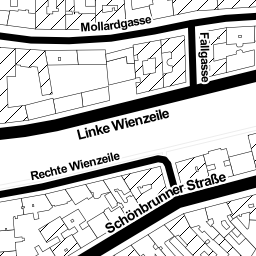 Mollardgasse
Fallgasse
Linke Wienzeile
Rechte Wienzeile
Schönbrunner Straße